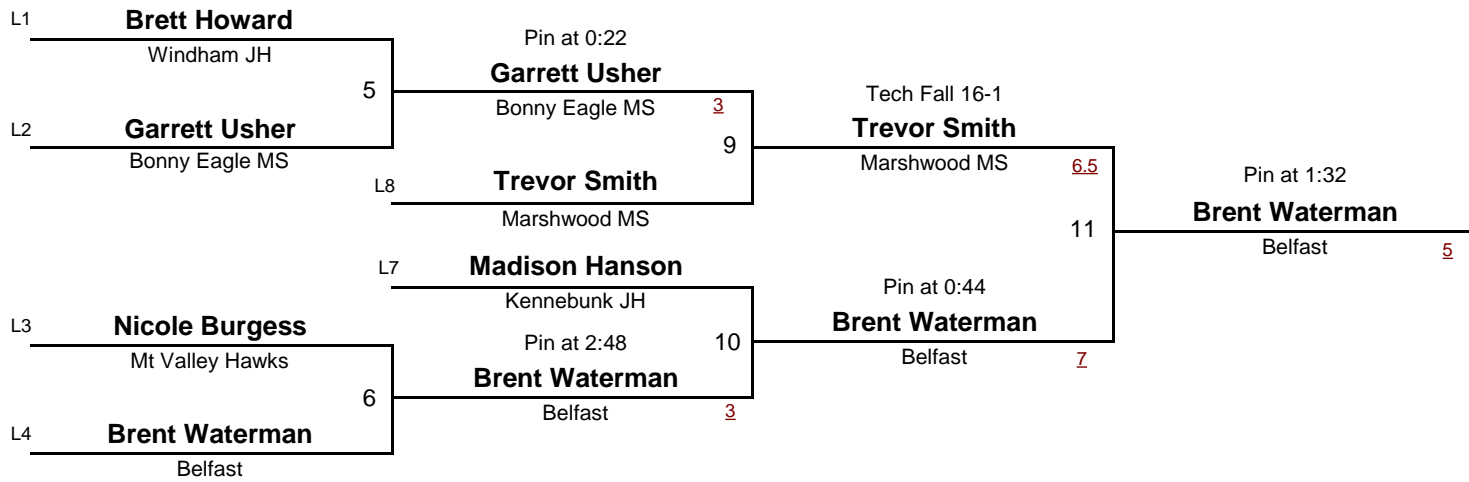 L1
Brett Howard
Windham JH
5
L2
Garrett Usher
Bonny Eagle MS
Pin at 0:22
Garrett Usher
Bonny Eagle MS
3
9
L8
Trevor Smith
Marshwood MS
Tech Fall 16-1
Trevor Smith
Marshwood MS
6.5
11
Pin at 1:32
Brent Waterman
Belfast
5
L7
Madison Hanson
Kennebunk JH
10
Pin at 0:44
Brent Waterman
Belfast
7
L3
Nicole Burgess
Mt Valley Hawks
6
Pin at 2:48
Brent Waterman
Belfast
3
L4
Brent Waterman
Belfast